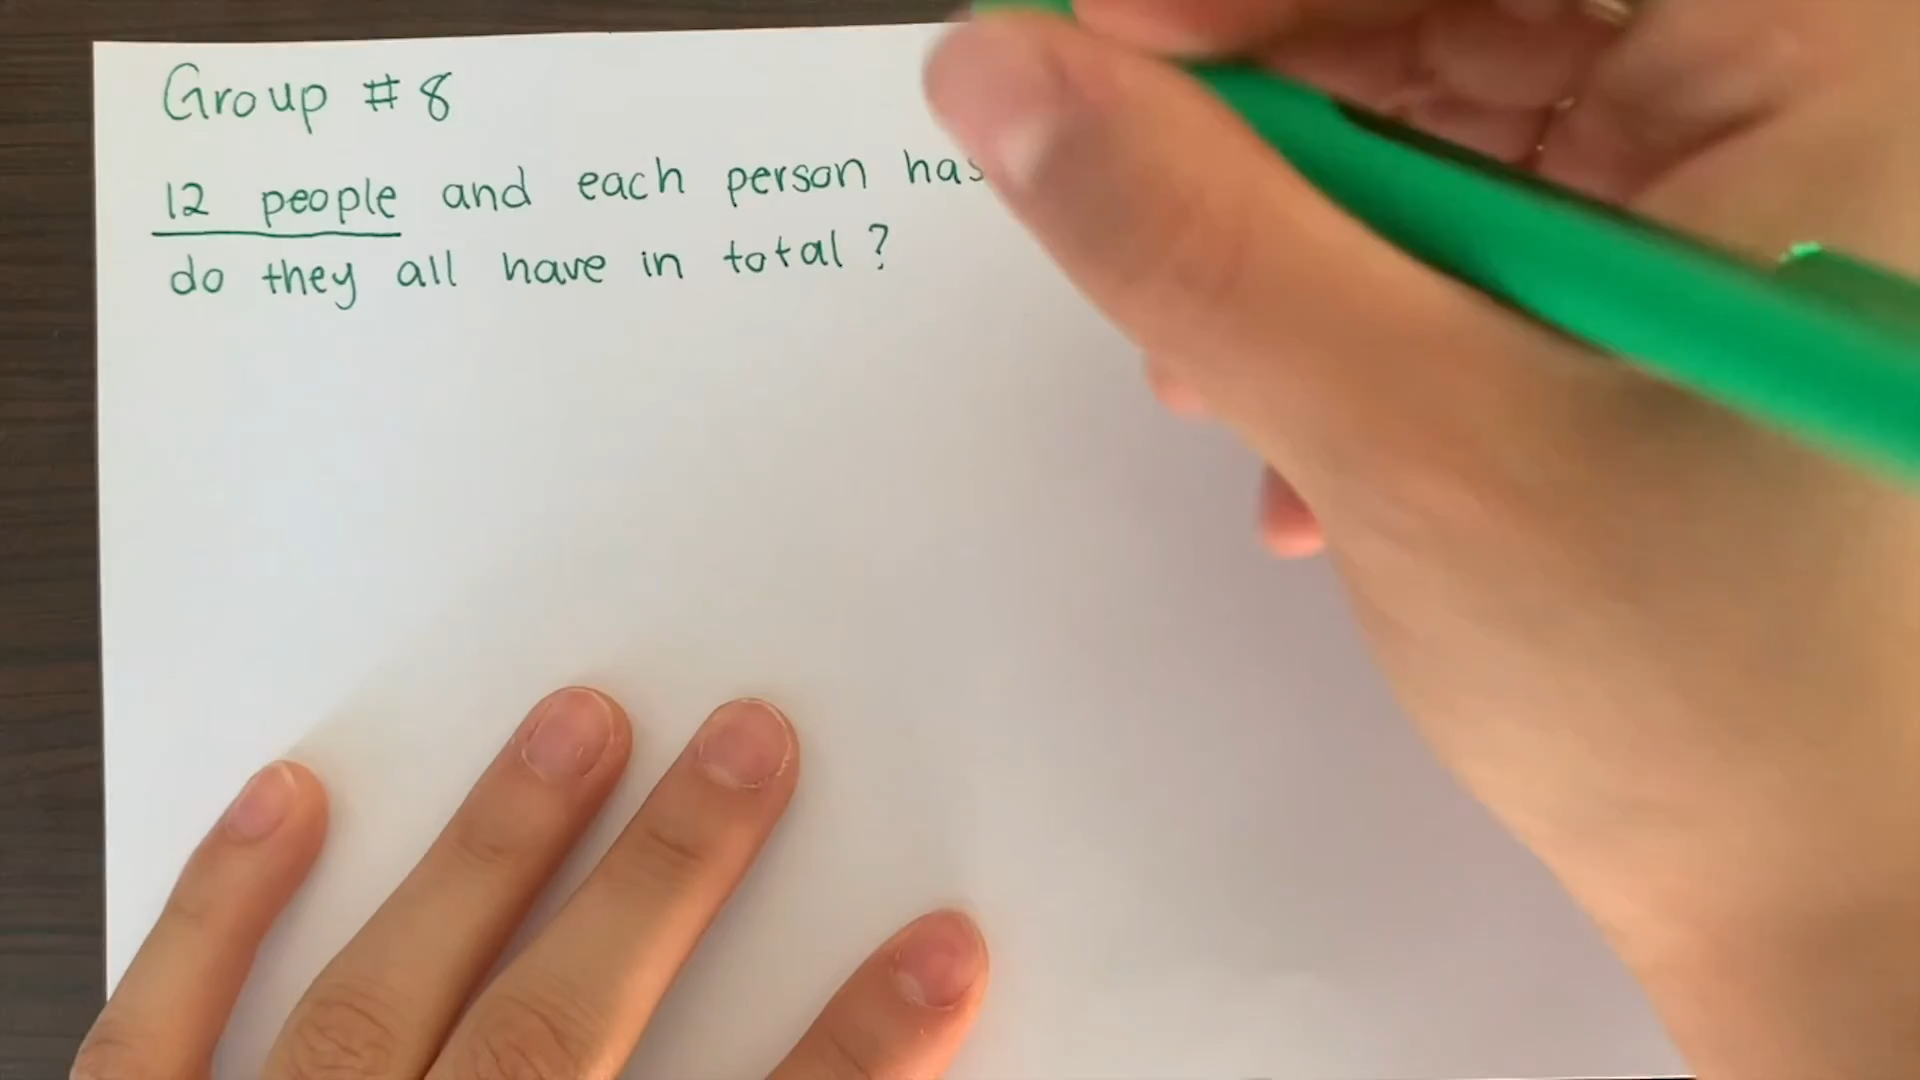 Group # 8
12 people and each person has
do they all have in total ?